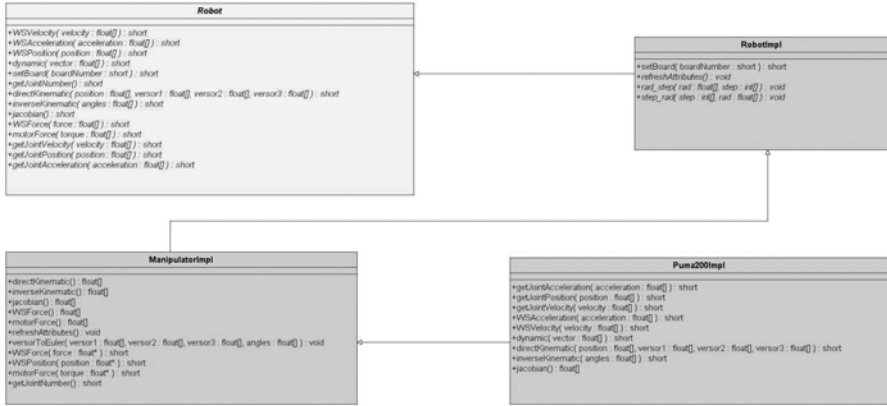 Robot
+WSVelocity( velocity : float[] ) : short
+WSAcceleration( acceleration : float[] ) : short
+WSPosition( position : float[] ) : short
+dynamic( vector : float[] ) : short
+setBoard( boardNumber : short ) : short
+getJointNumber() : short
+directKinematic( position : float[], versor1 : float[], versor2 : float[], versor3 : float[] ) : short
+inverseKinematic( angles : float[] ) : short
+jacobian() : short
+WSForce( force : float[] ) : short
+motorForce( torque : float[] ) : short
+getJointVelocity( velocity : float[] ) : short
+getJointPosition( position : float[] ) : short
+getJointAcceleration( acceleration : float[] ) : short
RobotImpl
+setBoard( boardNumber : short ) : short
+refreshAttributes() : void
+rad_step( rad : float[], step : int[] ) : void
+step_rad( step : int[], rad : float[] ) : void
ManipulatorImpl
+directKinematic() : float[]
+inverseKinematic() : float[]
+jacobian() : float[]
+WSForce() : float[]
+motorForce() : float[]
+refreshAttributes() : void
+versorToEuler( versor1 : float[], versor2 : float[], versor3 : float[], angles : float[] ) : void
+WSForce( force : float* ) : short
+WSPosition( position : float* ) : short
+motorForce( torque : float* ) : short
+getJointNumber() : short
Puma200Impl
+getJointAcceleration( acceleration : float[] ) : short
+getJointPosition( position : float[] ) : short
+getJointVelocity( velocity : float[] ) : short
+WSAcceleration( acceleration : float[] ) : short
+WSVelocity( velocity : float[] ) : short
+dynamic( vector : float[] ) : short
+directKinematic( position : float[], versor1 : float[], versor2 : float[], versor3 : float[] ) : short
+inverseKinematic( angles : float[] ) : short
+jacobian() : float[]